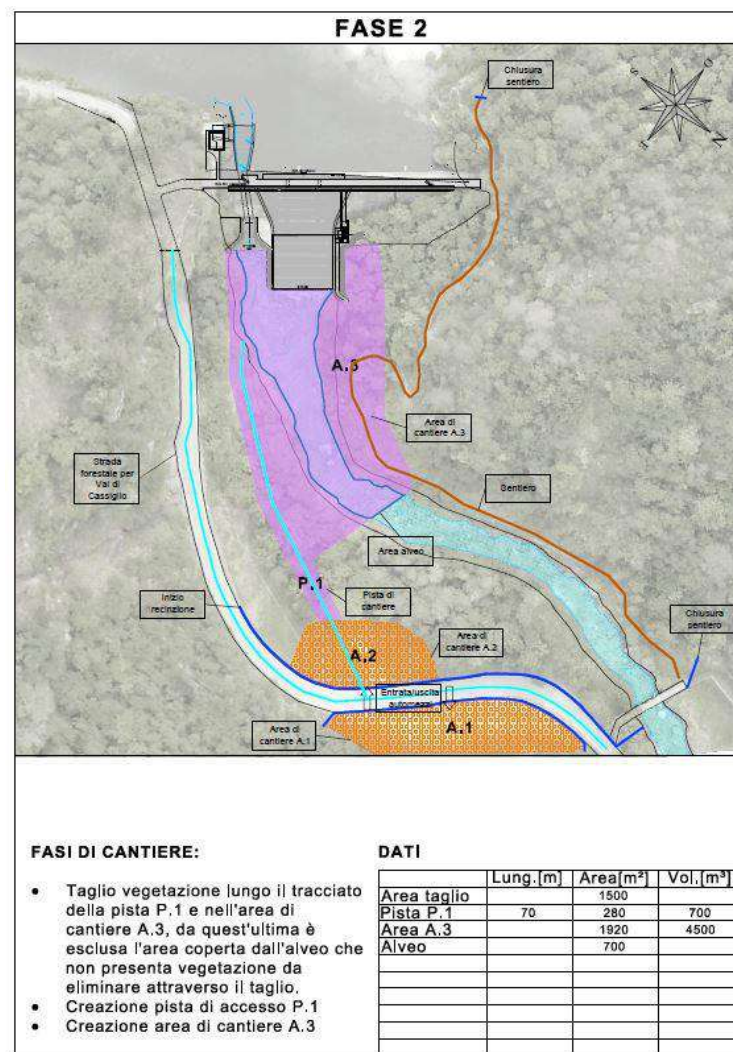 FASE 2
Chiusura
sentiero
S
O
N
E
A.3
Area di
cantiere A.3
Strada
forestale per
Val di
Cassiglio
Sentiero
Area alveo
P.1
Pista di
cantiere
Inizio
recinzione
Chiusura
sentiero
Area di
cantiere A.2
A.2
Entrata/uscita
automezzi
A.1
Area di
cantiere A.1
FASI DI CANTIERE:
• Taglio vegetazione lungo il tracciato
della pista P.1 e nell'area di
cantiere A.3, da quest'ultima è
esclusa l'area coperta dall'alveo che
non presenta vegetazione da
eliminare attraverso il taglio.
• Creazione pista di accesso P.1
• Creazione area di cantiere A.3
DATI
Lung.[m] Area[m²] Vol.[m³]
Area taglio 1500
Pista P.1 70 280 700
Area A.3 1920 4500
Alveo 700